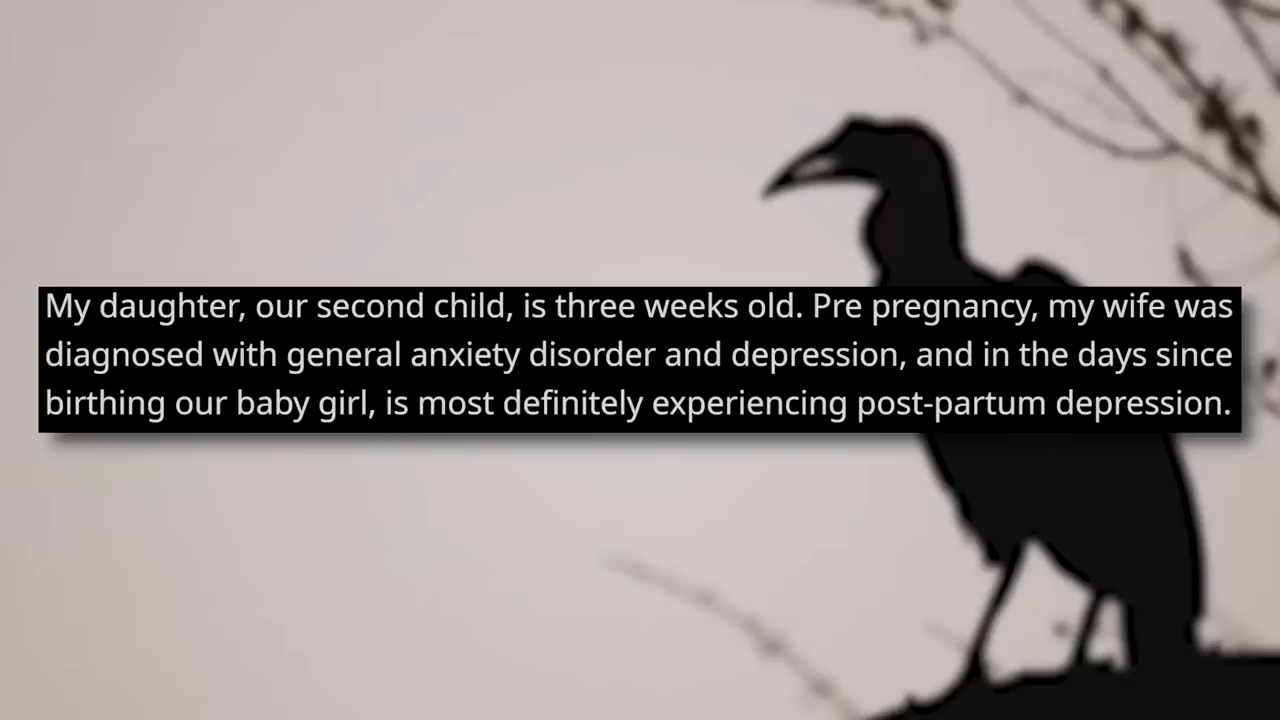 My daughter, our second child, is three weeks old. Pre pregnancy, my wife was
diagnosed with general anxiety disorder and depression, and in the days since
birthing our baby girl, is most definitely experiencing post-partum depression.